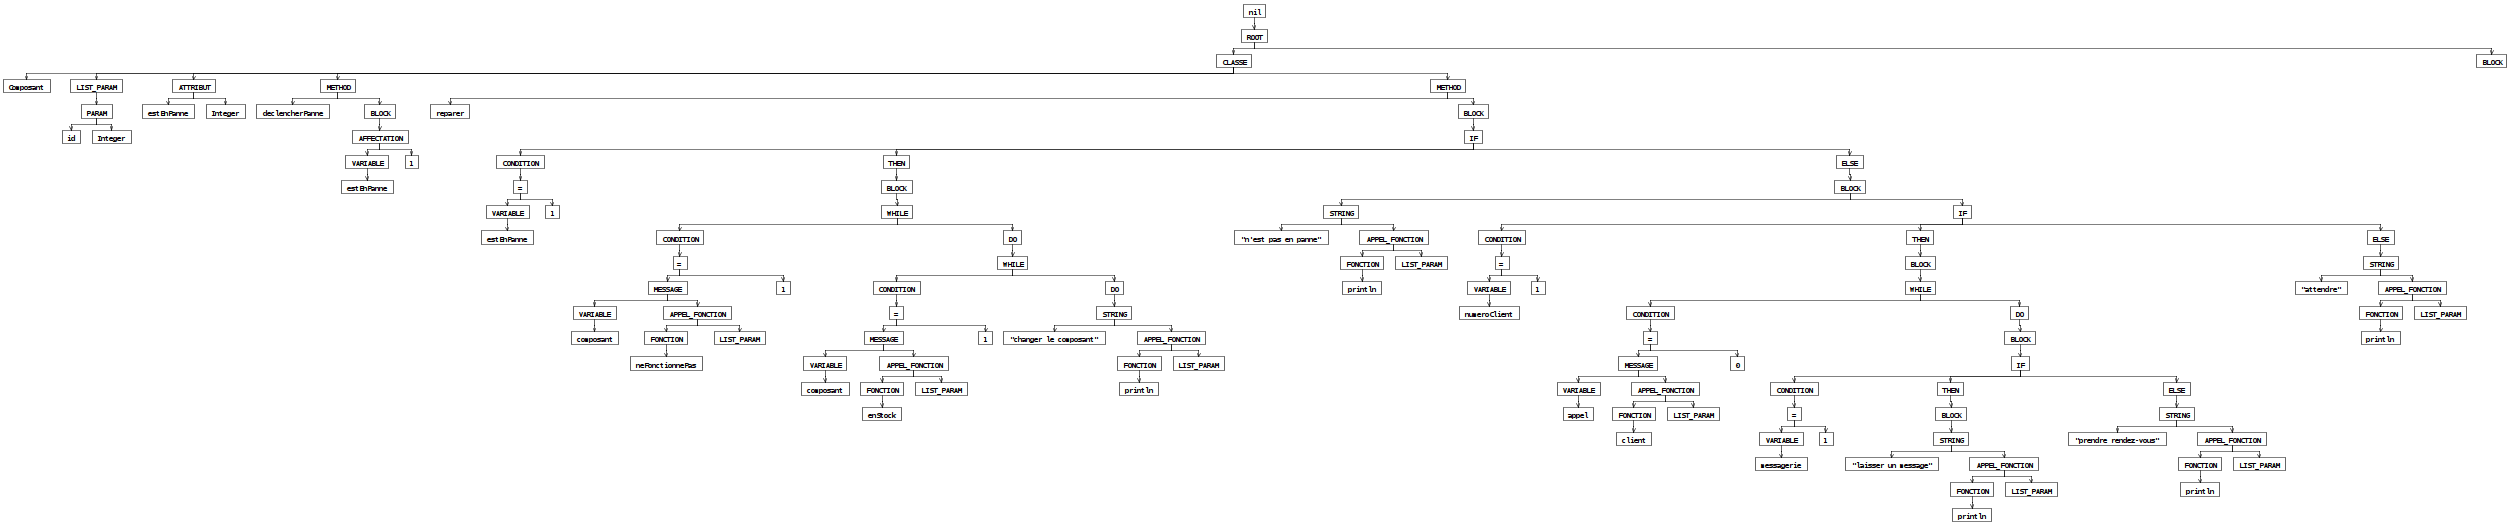 nil
ROOT
CLASSE BLOCK
Composant LIST_PARAM ATTRIBUT METHOD METHOD
PARAM estEnPanne Integer declencherPanne BLOCK reparer BLOCK
id Integer AFFECTATION IF
VARIABLE 1 CONDITION THEN ELSE
estEnPanne = BLOCK BLOCK
VARIABLE 1 WHILE STRING IF
estEnPanne CONDITION DO "n'est pas en panne" APPEL_FONCTION CONDITION THEN ELSE
= WHILE FONCTION LIST_PARAM = BLOCK STRING
MESSAGE 1 CONDITION DO println VARIABLE 1 WHILE "attendre" APPEL_FONCTION
VARIABLE APPEL_FONCTION = STRING numeroClient CONDITION DO FONCTION LIST_PARAM
composant FONCTION LIST_PARAM MESSAGE 1 "changer le composant" APPEL_FONCTION = BLOCK println
neFonctionnePas VARIABLE APPEL_FONCTION FONCTION LIST_PARAM MESSAGE 0 IF
composant FONCTION LIST_PARAM println VARIABLE APPEL_FONCTION CONDITION THEN ELSE
enStock appel FONCTION LIST_PARAM = BLOCK STRING
client VARIABLE 1 STRING "prendre rendez-vous" APPEL_FONCTION
messagerie "laisser un message" APPEL_FONCTION FONCTION LIST_PARAM
FONCTION LIST_PARAM println
println